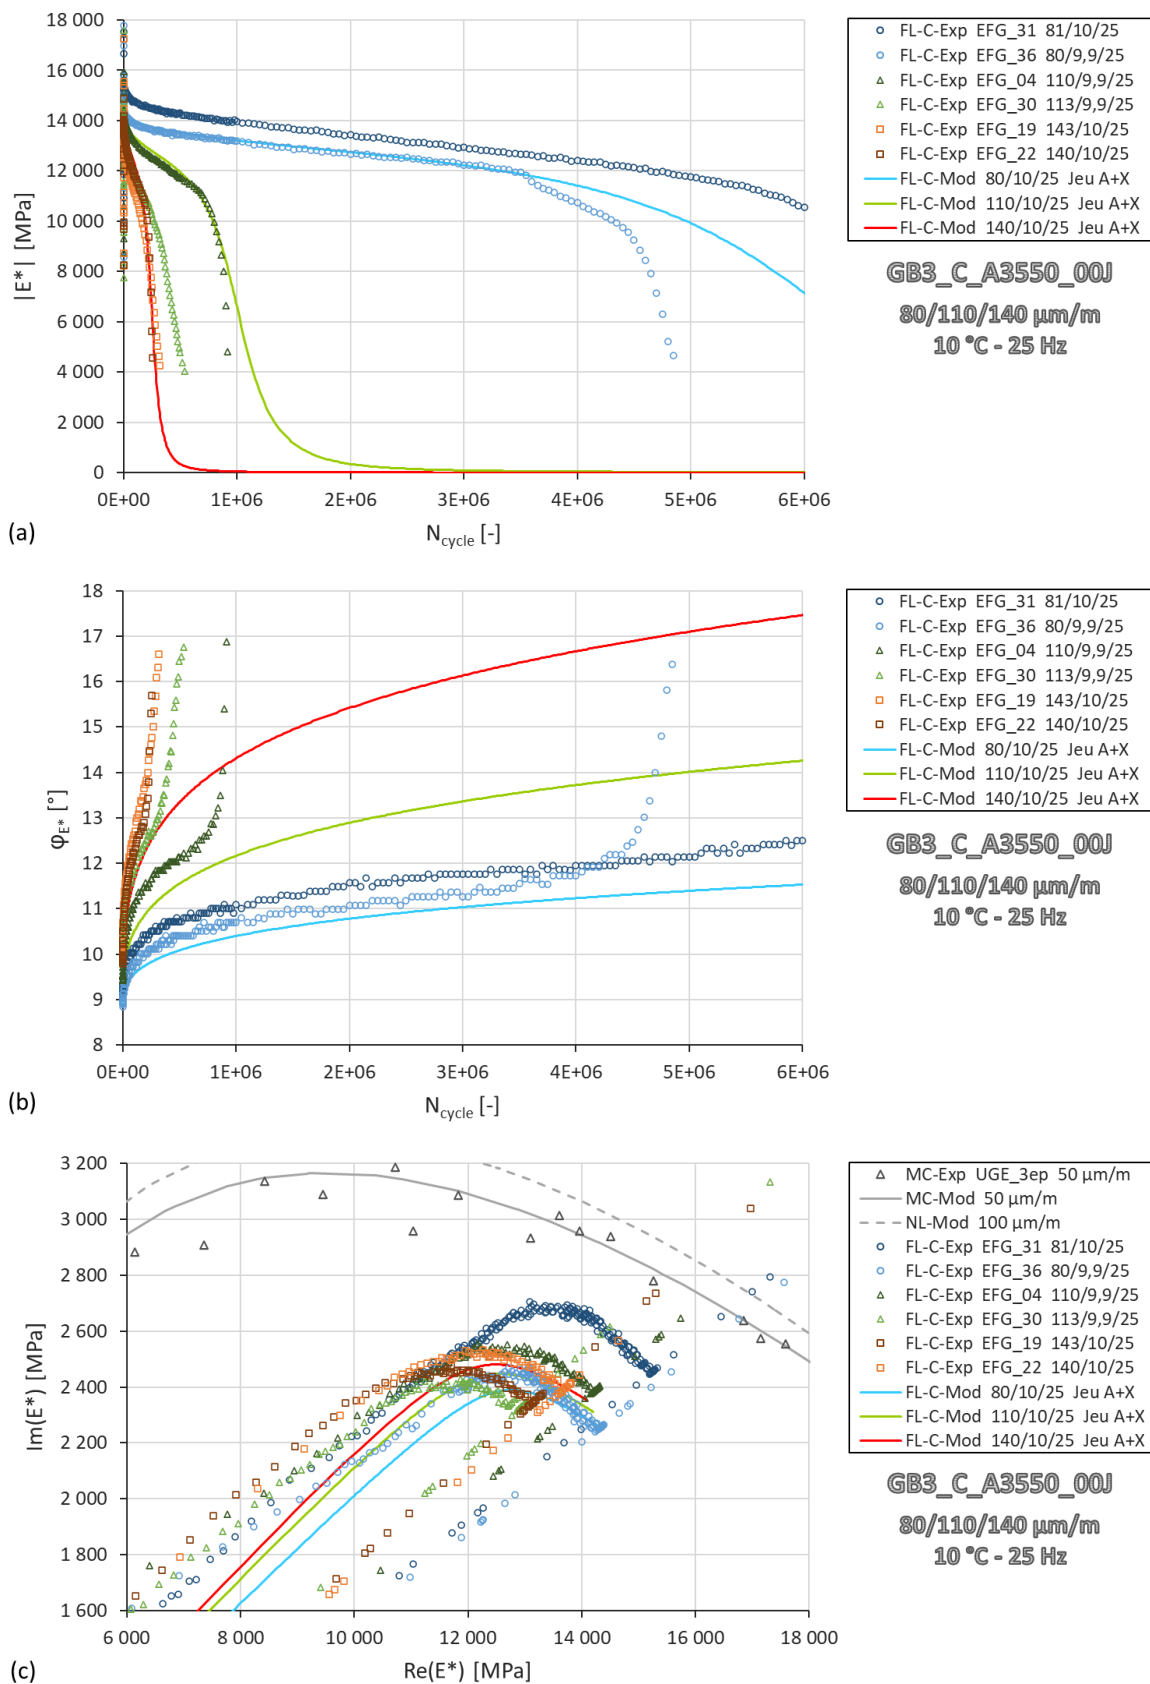 18 000
16 000
14 000
12 000
10 000
8 000
6 000
4 000
2 000
0
|E*| [MPa]
0E+00 1E+06 2E+06 3E+06 4E+06 5E+06 6E+06
N_cycle [-]
(a)
FL-C-Exp EFG_31 81/10/25
FL-C-Exp EFG_36 80/9,9/25
FL-C-Exp EFG_04 110/9,9/25
FL-C-Exp EFG_30 113/9,9/25
FL-C-Exp EFG_19 143/10/25
FL-C-Exp EFG_22 140/10/25
FL-C-Mod 80/10/25 Jeu A+X
FL-C-Mod 110/10/25 Jeu A+X
FL-C-Mod 140/10/25 Jeu A+X
GB3_C_A3550_00J
80/110/140 µm/m
10 °C - 25 Hz
18
17
16
15
14
13
12
11
10
9
8
φE* [°]
0E+00 1E+06 2E+06 3E+06 4E+06 5E+06 6E+06
N_cycle [-]
(b)
FL-C-Exp EFG_31 81/10/25
FL-C-Exp EFG_36 80/9,9/25
FL-C-Exp EFG_04 110/9,9/25
FL-C-Exp EFG_30 113/9,9/25
FL-C-Exp EFG_19 143/10/25
FL-C-Exp EFG_22 140/10/25
FL-C-Mod 80/10/25 Jeu A+X
FL-C-Mod 110/10/25 Jeu A+X
FL-C-Mod 140/10/25 Jeu A+X
GB3_C_A3550_00J
80/110/140 µm/m
10 °C - 25 Hz
3 200
3 000
2 800
2 600
2 400
2 200
2 000
1 800
1 600
Im(E*) [MPa]
6 000 8 000 10 000 12 000 14 000 16 000 18 000
Re(E*) [MPa]
(c)
MC-Exp UGE_3ep 50 µm/m
MC-Mod 50 µm/m
NL-Mod 100 µm/m
FL-C-Exp EFG_31 81/10/25
FL-C-Exp EFG_36 80/9,9/25
FL-C-Exp EFG_04 110/9,9/25
FL-C-Exp EFG_30 113/9,9/25
FL-C-Exp EFG_19 143/10/25
FL-C-Exp EFG_22 140/10/25
FL-C-Mod 80/10/25 Jeu A+X
FL-C-Mod 110/10/25 Jeu A+X
FL-C-Mod 140/10/25 Jeu A+X
GB3_C_A3550_00J
80/110/140 µm/m
10 °C - 25 Hz